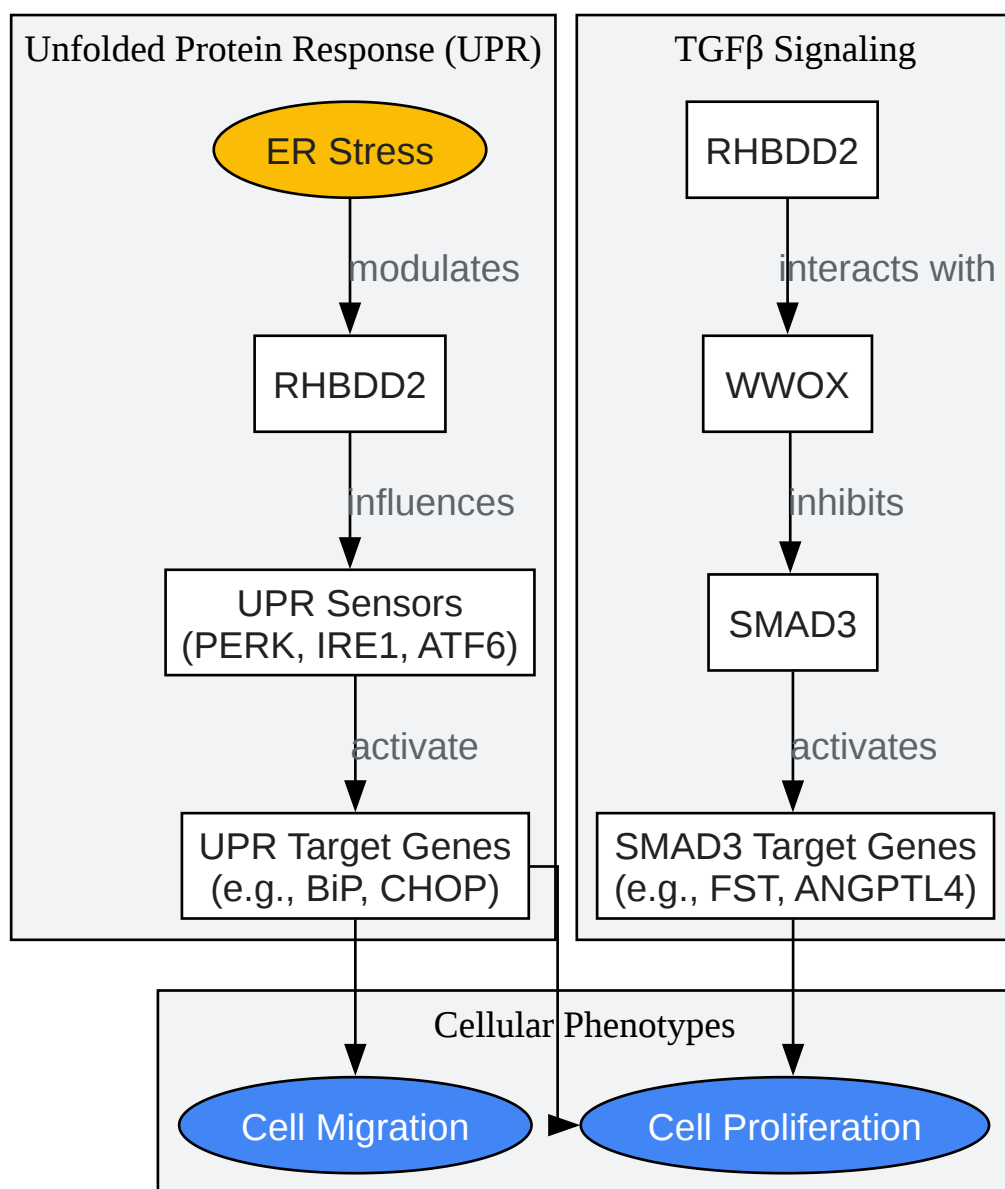 Unfolded Protein Response (UPR)
ER Stress
modulates
RHBDD2
influences
UPR Sensors
(PERK, IRE1, ATF6)
activate
UPR Target Genes
(e.g., BiP, CHOP)
TGFβ Signaling
RHBDD2
interacts with
WWOX
inhibits
SMAD3
activates
SMAD3 Target Genes
(e.g., FST, ANGPTL4)
Cellular Phenotypes
Cell Migration
Cell Proliferation